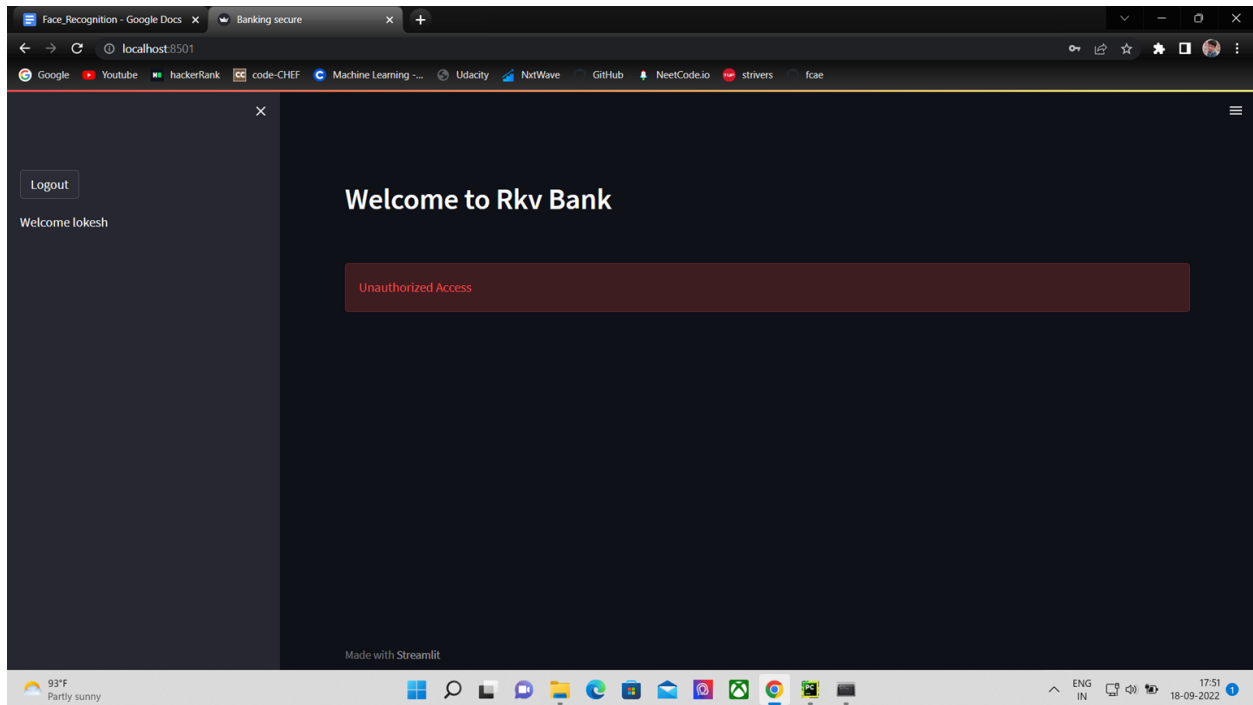 Face_Recognition - Google Docs
Banking secure
localhost:8501
Google Youtube hackerRank code-CHEF Machine Learning -... Udacity NxtWave GitHub NeetCode.io strivers fcae
Logout
Welcome lokesh
Welcome to Rkv Bank
Unauthorized Access
Made with Streamlit
93°F
Partly sunny
ENG
IN
17:51
18-09-2022
1